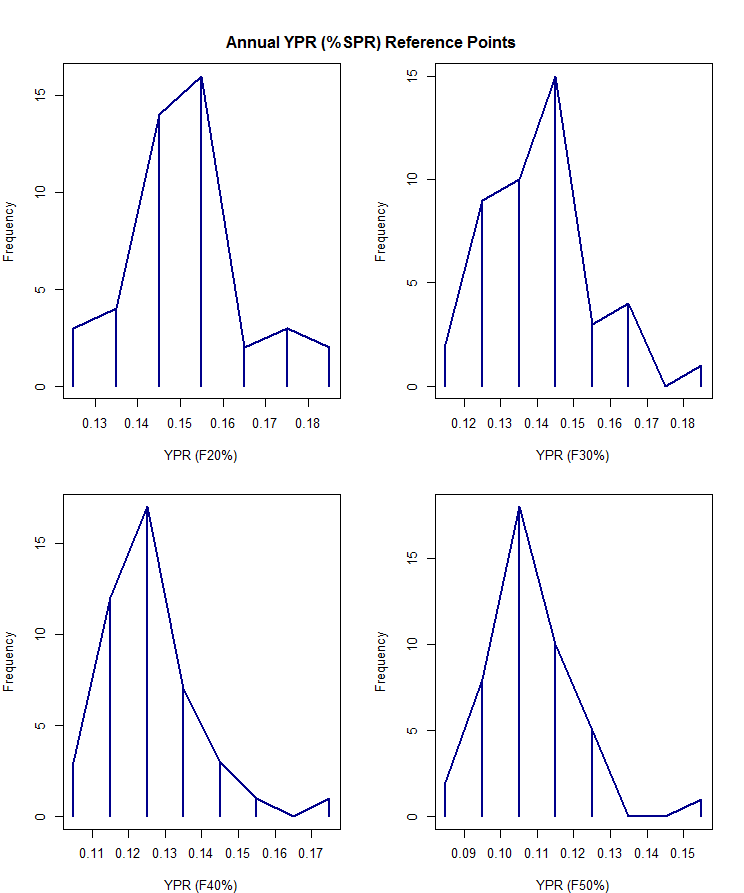 Annual YPR (%SPR) Reference Points
Frequency
0 5 10 15
0.13 0.14 0.15 0.16 0.17 0.18
YPR (F20%)
Frequency
0 5 10 15
0.12 0.13 0.14 0.15 0.16 0.17 0.18
YPR (F30%)
Frequency
0 5 10 15
0.11 0.12 0.13 0.14 0.15 0.16 0.17
YPR (F40%)
Frequency
0 5 10 15
0.09 0.10 0.11 0.12 0.13 0.14 0.15
YPR (F50%)